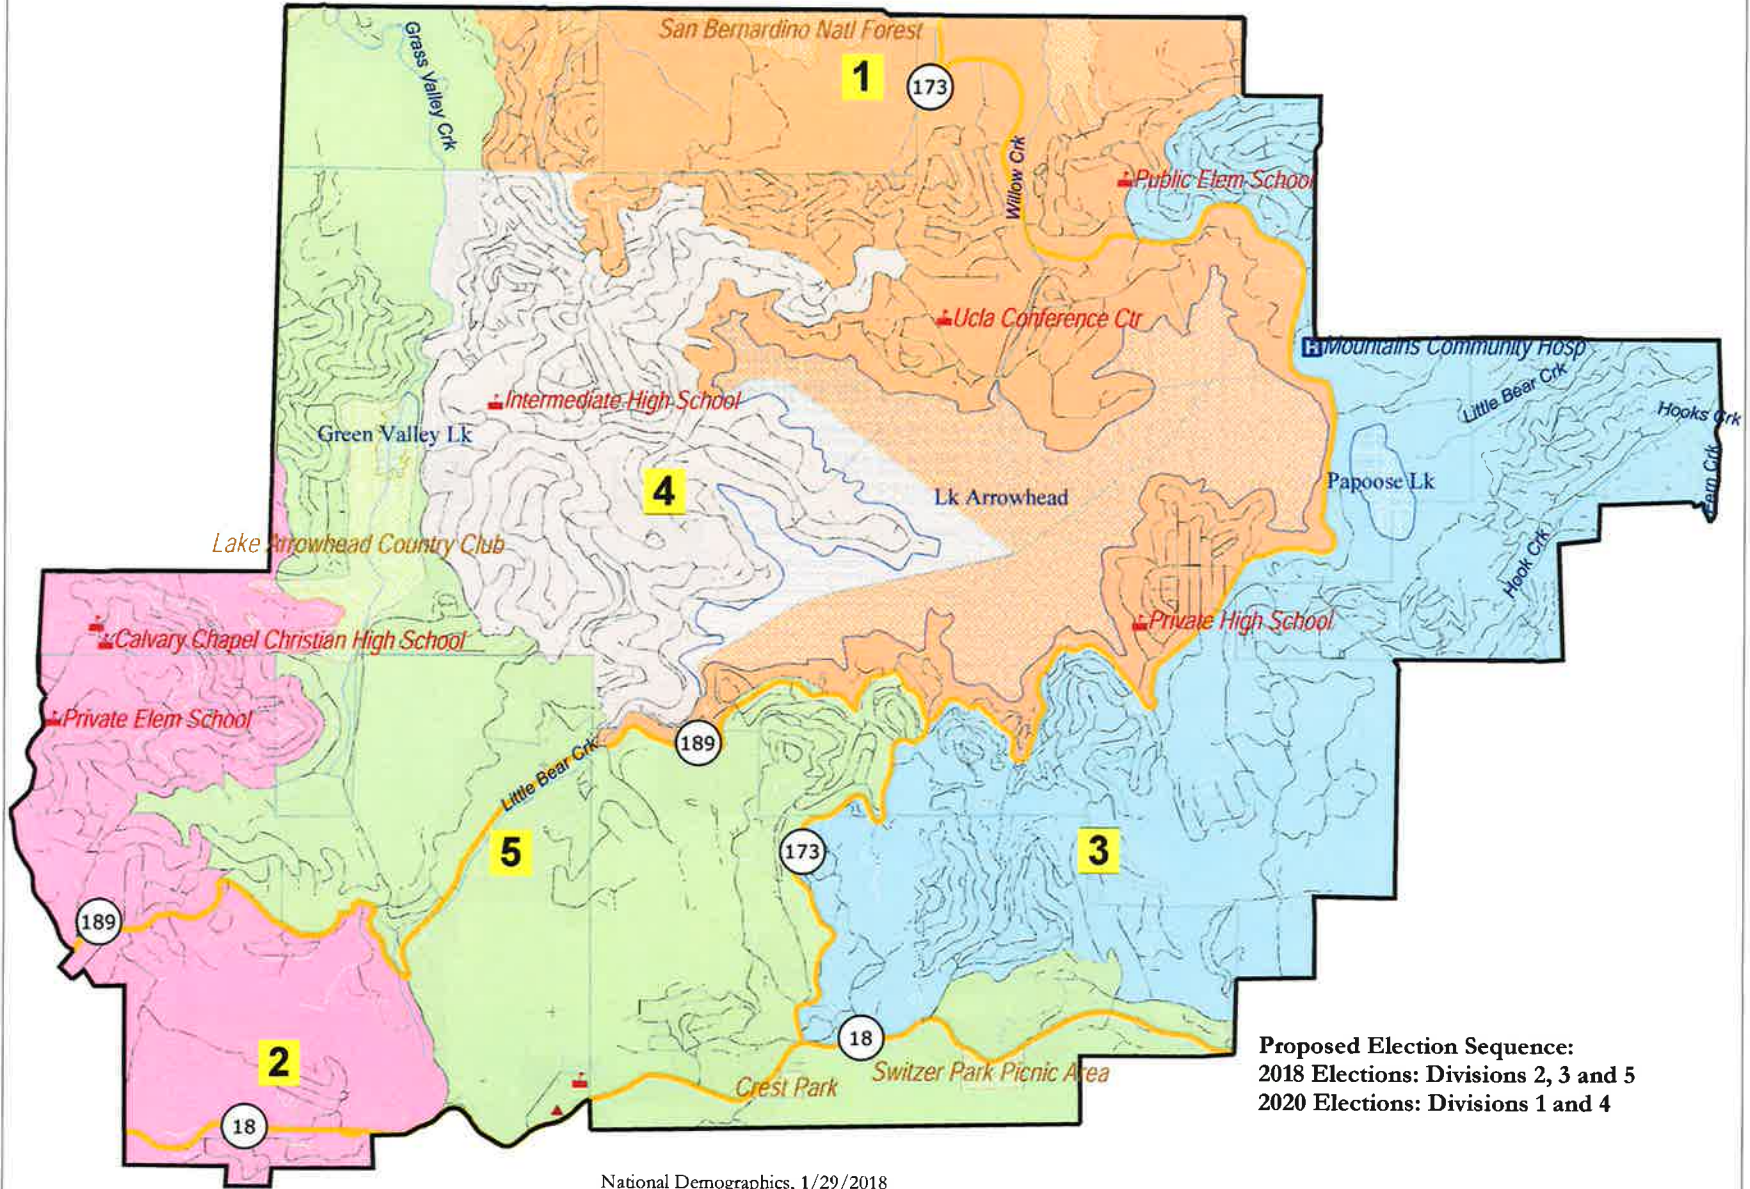 San Bernardino Natl Forest
1
173
Grass Valley Crk
Willow Crk
Public Elem School
Ucla Conference Ctr
Mountains Community Hosp
H
Little Bear Crk
Hooks Crk
Intermediate High School
Green Valley Lk
4
Lk Arrowhead
Papoose Lk
Fern Crk
Lake Arrowhead Country Club
Hook Crk
Calvary Chapel Christian High School
Private High School
Private Elem School
189
Little Bear Crk
5
173
3
189
18
2
Crest Park
Switzer Park Picnic Area
18
Proposed Election Sequence:
2018 Elections: Divisions 2, 3 and 5
2020 Elections: Divisions 1 and 4
National Demographics, 1/29/2018